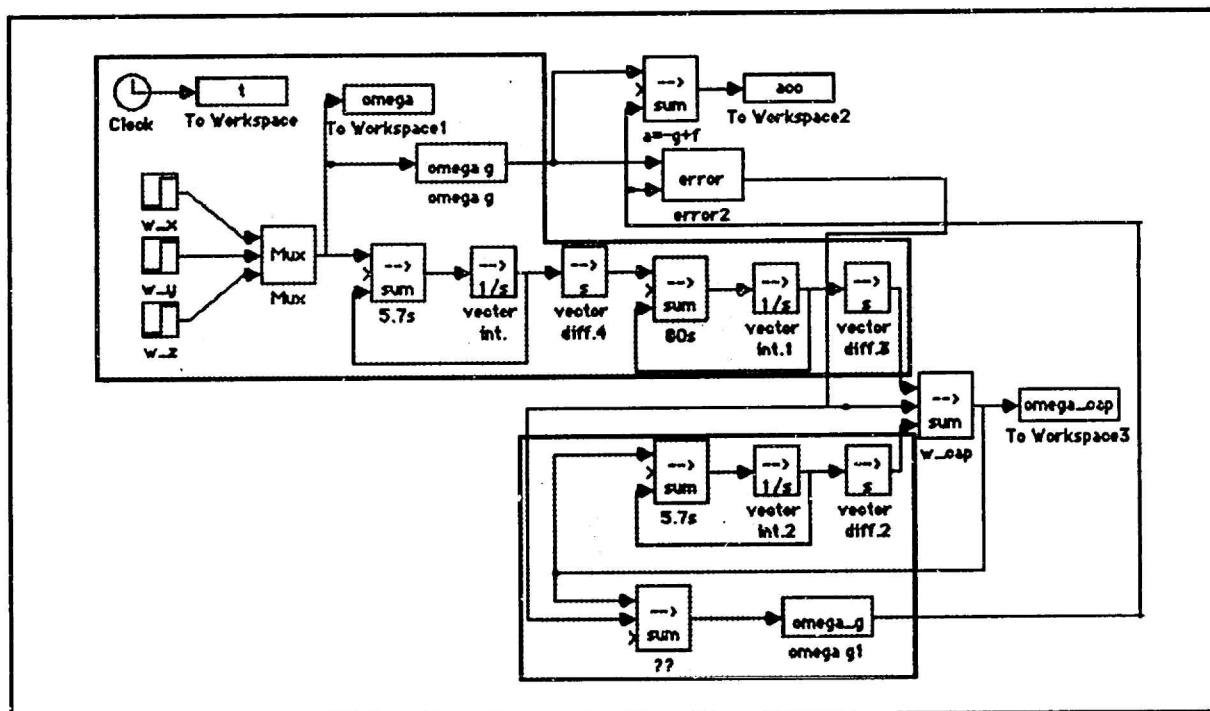 t
Clock
To Workspace
omega
To Workspace1
-->
sum
a=-g+f
aoo
To Workspace2
omega g
omega g
error
error2
w_x
w_y
w_z
Mux
Mux
-->
sum
5.7s
-->
1/s
vector
int.
-->
s
vector
diff.4
-->
sum
80s
-->
1/s
vector
int.1
-->
s
vector
diff.3
-->
sum
w_cap
omega_cap
To Workspace3
-->
sum
5.7s
-->
1/s
vector
int.2
-->
s
vector
diff.2
-->
sum
??
omega_g
omega g1